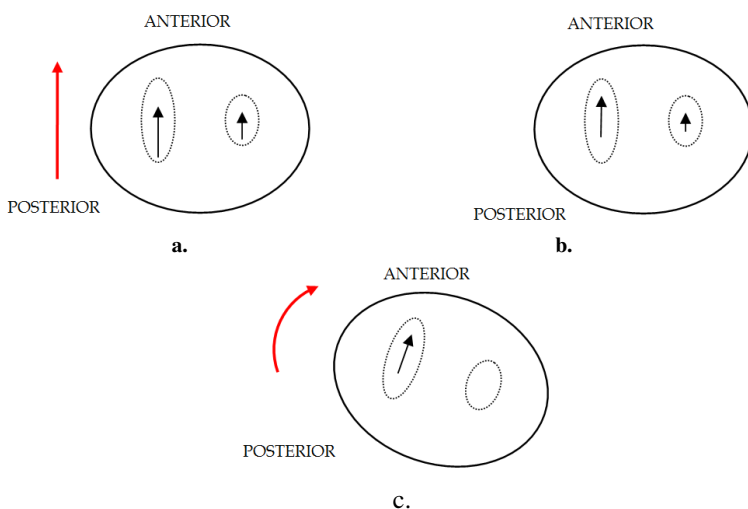 ANTERIOR
POSTERIOR
a.
ANTERIOR
POSTERIOR
b.
ANTERIOR
POSTERIOR
c.